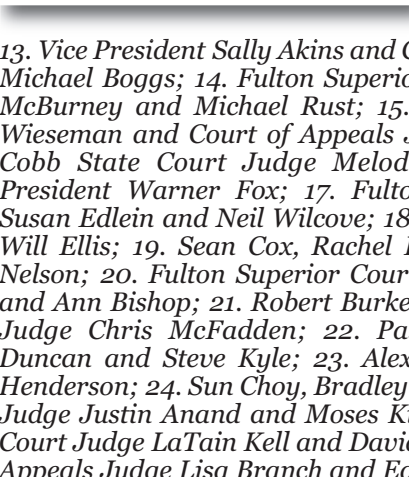 13. Vice President Sally Akins and
Michael Boggs; 14. Fulton Superio
McBurney and Michael Rust; 15.
Wieseman and Court of Appeals
Cobb State Court Judge Melod
President Warner Fox; 17. Fulto
Susan Edlein and Neil Wilcove; 18
Will Ellis; 19. Sean Cox, Rachel
Nelson; 20. Fulton Superior Cour
and Ann Bishop; 21. Robert Burke
Judge Chris McFadden; 22. Pa
Duncan and Steve Kyle; 23. Alex
Henderson; 24. Sun Choy, Bradley
Judge Justin Anand and Moses K
Court Judge LaTain Kell and Davi
Appeals Judge Lisa Branch and Ed